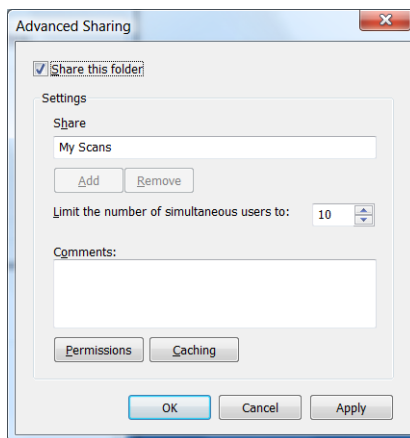 Advanced Sharing
Share this folder
Settings
Share
My Scans
Add Remove
Limit the number of simultaneous users to: 10
Comments:
Permissions Caching
OK Cancel Apply